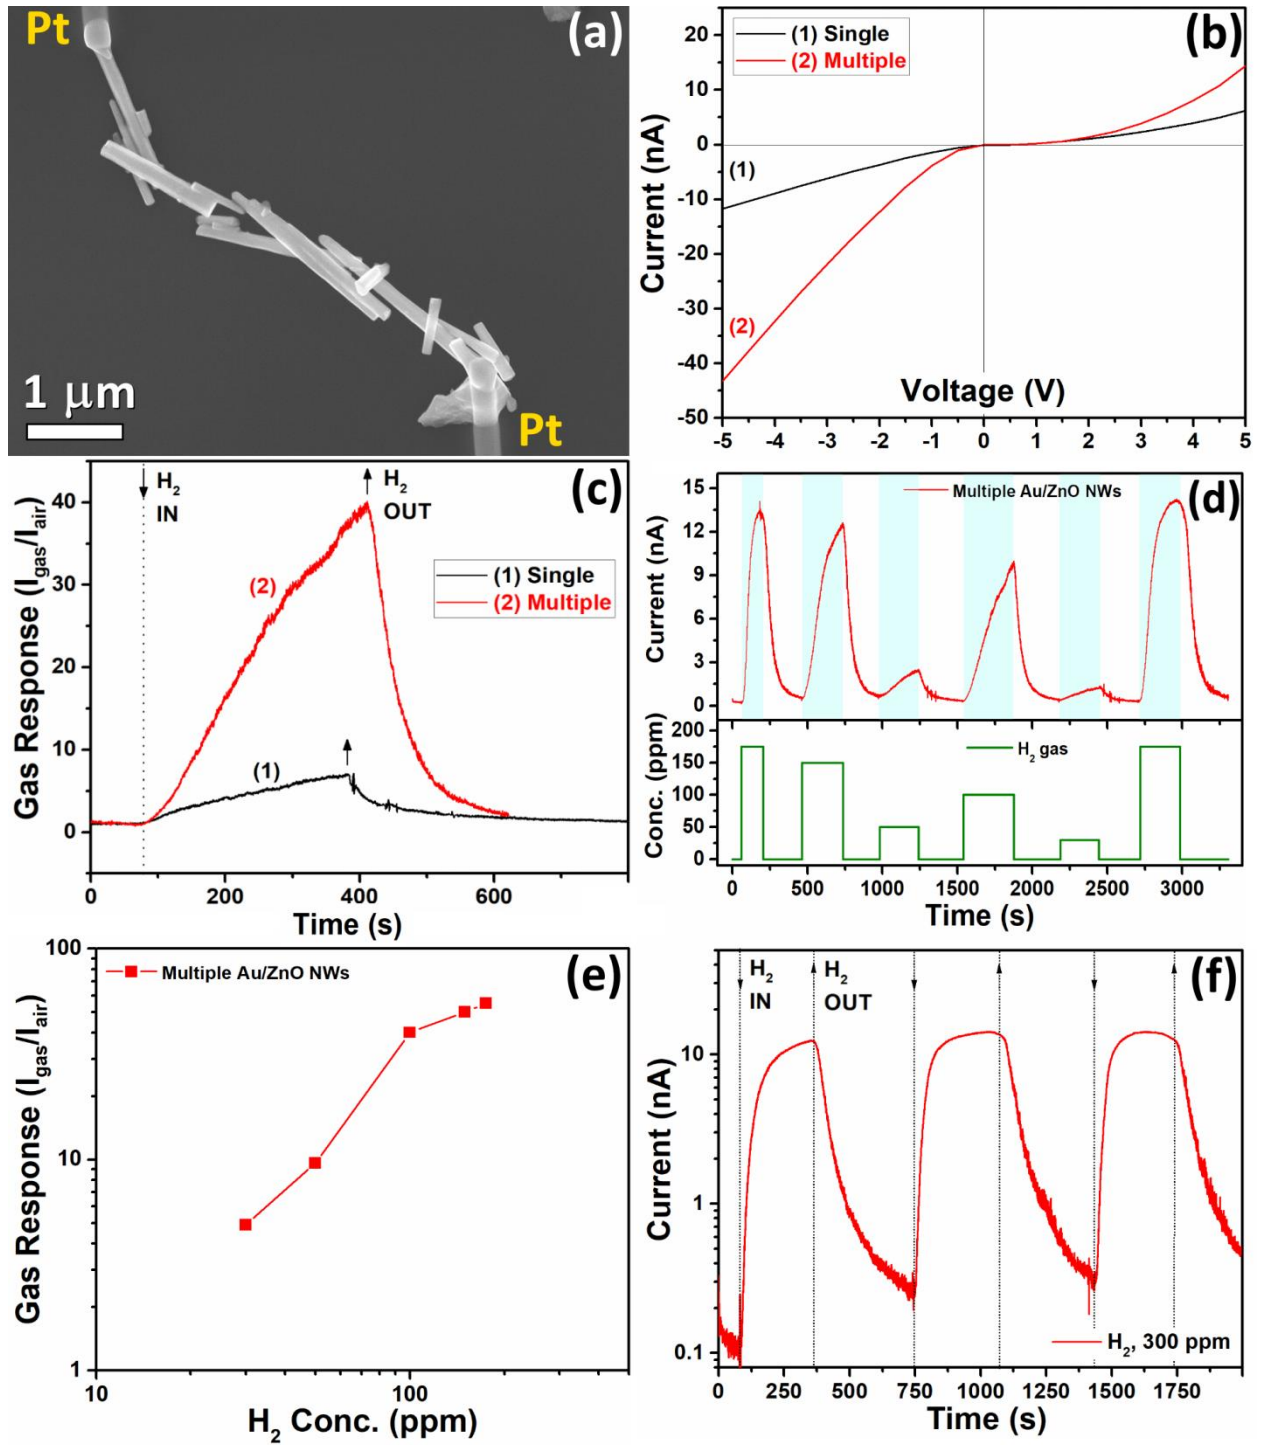 Pt
(a)
1 μm
Pt
(b)
(1) Single
(2) Multiple
25
20
10
0
-10
-20
-30
-40
-50
Current (nA)
(1)
(2)
Voltage (V)
-5 -4 -3 -2 -1 0 1 2 3 4 5
(c)
H2
IN
H2
OUT
(1) Single
(2) Multiple
(2)
(1)
40
30
20
10
0
Gas Response (Igas/Iair)
0 200 400 600
Time (s)
(d)
Multiple Au/ZnO NWs
15
12
9
6
3
0
Current (nA)
H2 gas
200
150
100
50
0
Conc. (ppm)
0 500 1000 1500 2000 2500 3000
Time (s)
(e)
Multiple Au/ZnO NWs
100
10
1
Gas Response (Igas/Iair)
10 100
H2 Conc. (ppm)
(f)
H2
IN
H2
OUT
10
1
0.1
Current (nA)
H2, 300 ppm
0 250 500 750 1000 1250 1500 1750
Time (s)